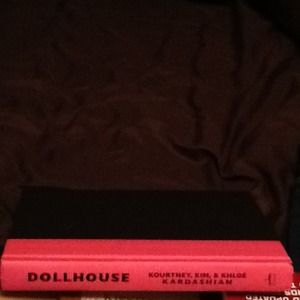 DOLLHOUSE
KOURTNEY, KIM, & KHLOÉ
KARDASHIAN